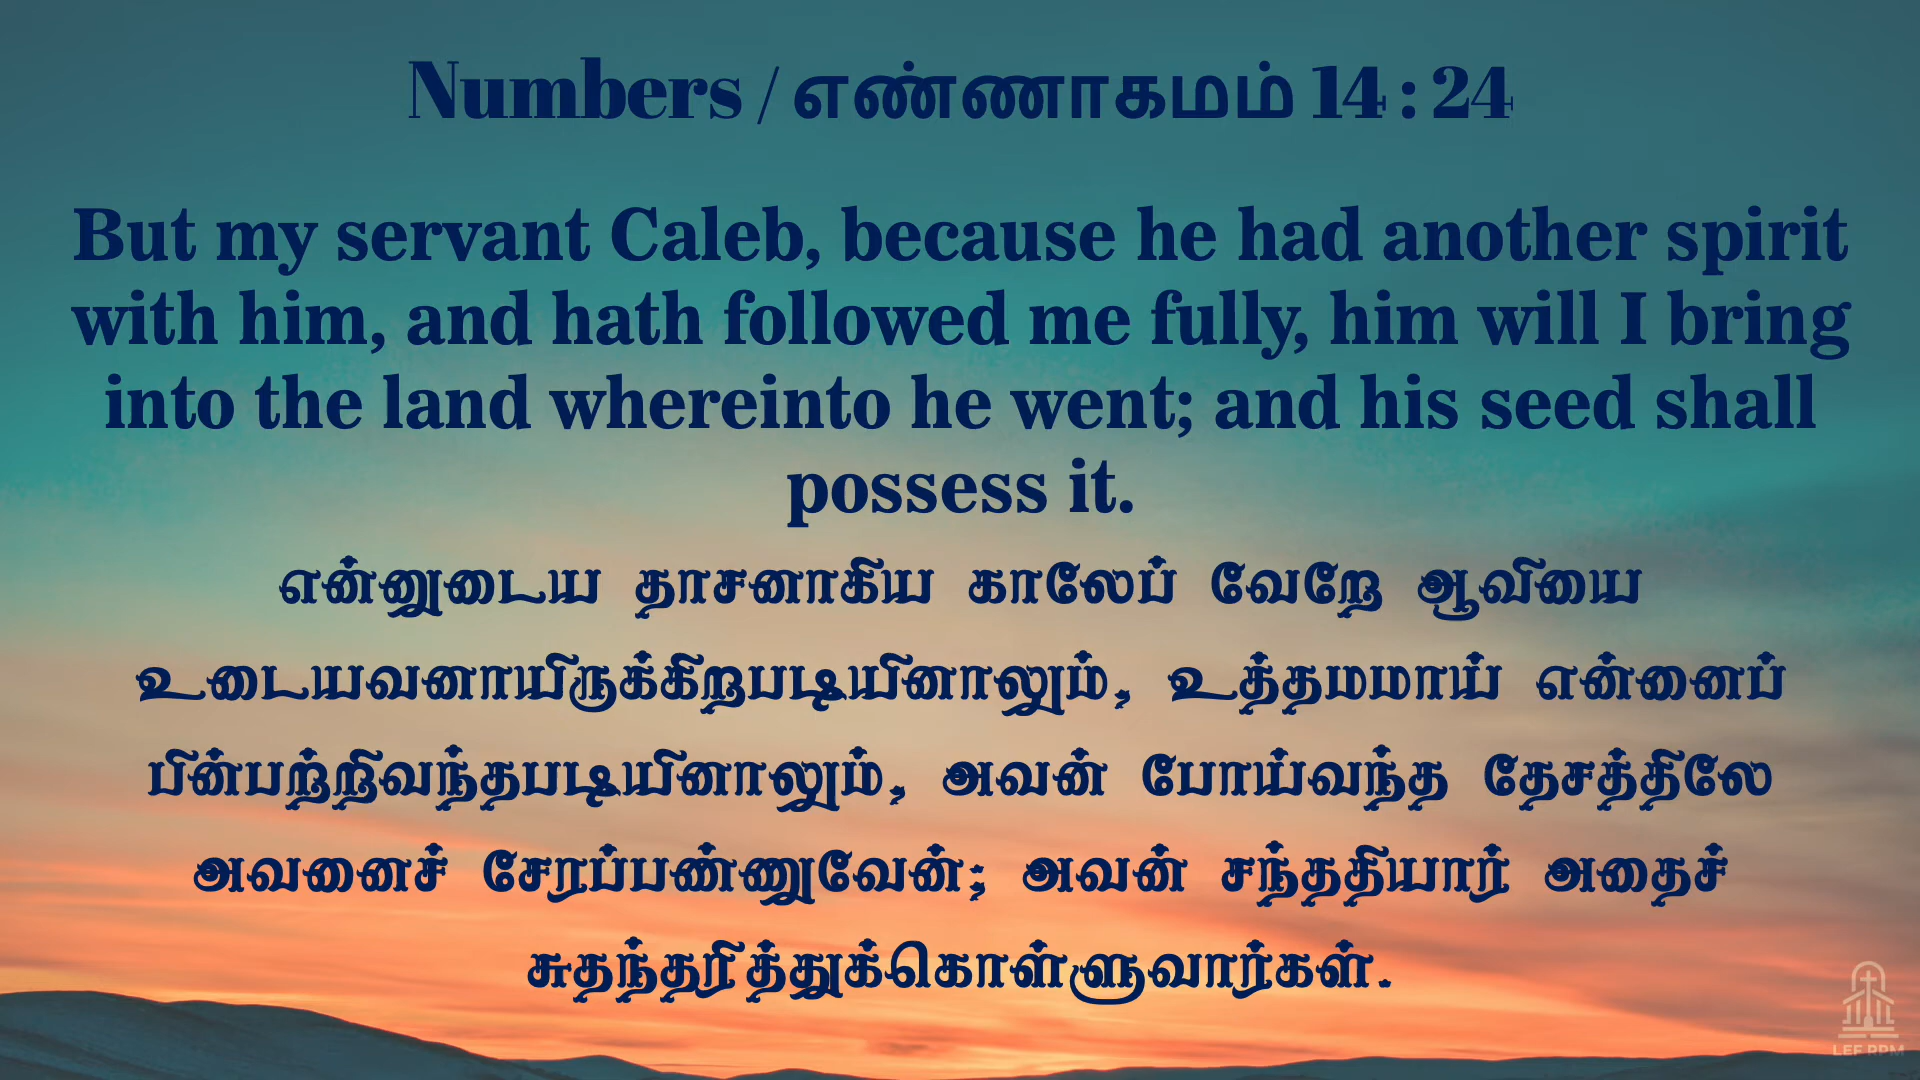 Numbers / எண்ணாகமம் 14 : 24
But my servant Caleb, because he had another spirit
with him, and hath followed me fully, him will I bring
into the land whereinto he went; and his seed shall
possess it.
என்னுடைய தாசனாகிய காலேப் வேறே ஆவியை
உடையவனாயிருக்கிறபடியினாலும், உத்தமமாய் என்னைப்
பின்பற்றிவந்தபடியினாலும், அவன் போய்வந்த தேசத்திலே
அவனைச் சேரப்பண்ணுவேன்; அவன் சந்ததியார் அதைச்
சுதந்தரித்துக்கொள்ளுவார்கள்.
LEF RPM